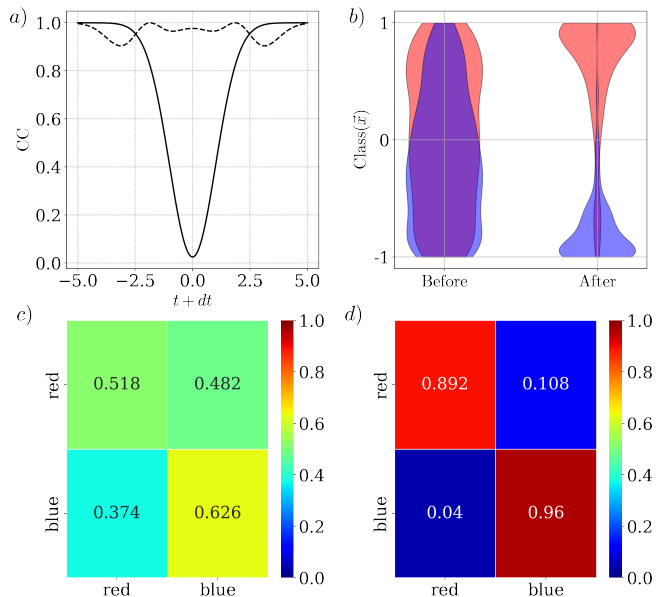 a)
1.0
0.8
0.6
0.4
0.2
0.0
CC
−5.0 −2.5 0.0 2.5 5.0
t + dt
b)
1
0
-1
Class(x⃗)
Before After
c)
red
blue
0.518 0.482
0.374 0.626
red blue
1.0
0.8
0.6
0.4
0.2
0.0
d)
red
blue
0.892 0.108
0.04 0.96
red blue
1.0
0.8
0.6
0.4
0.2
0.0